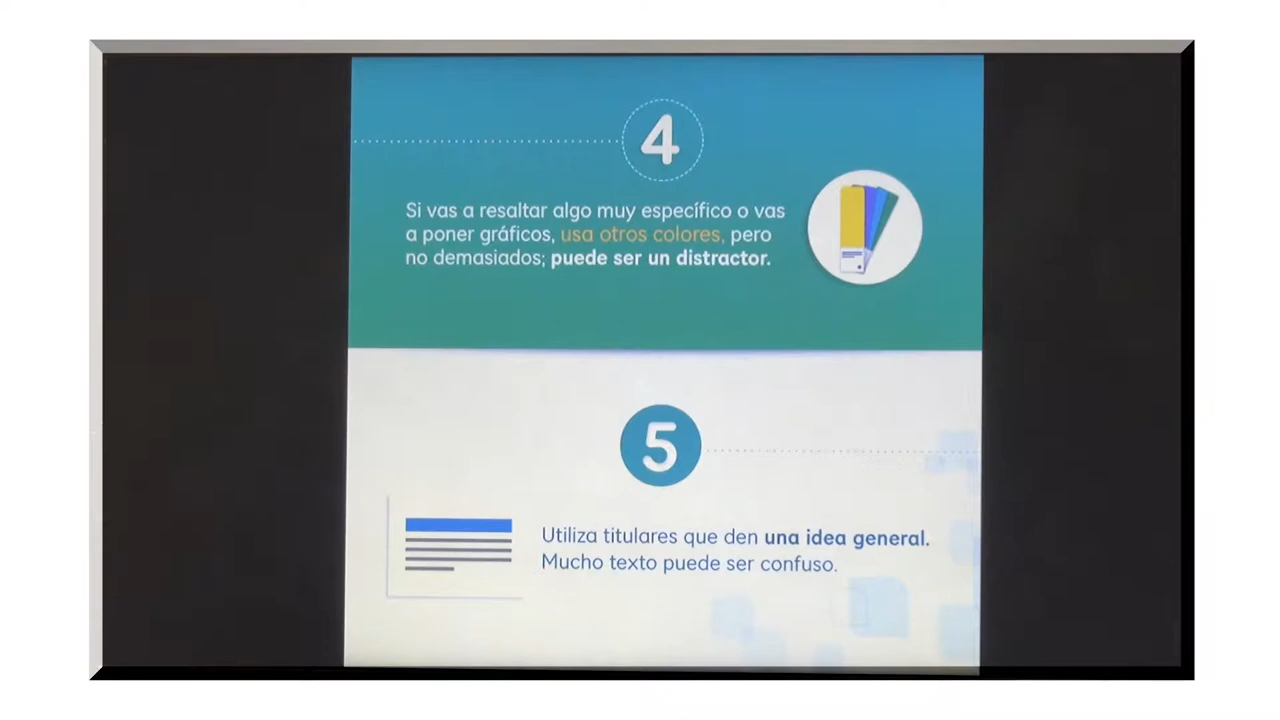 4
Si vas a resaltar algo muy específico o vas
a poner gráficos, usa otros colores, pero
no demasiados; puede ser un distractor.
5
Utiliza titulares que den una idea general.
Mucho texto puede ser confuso.